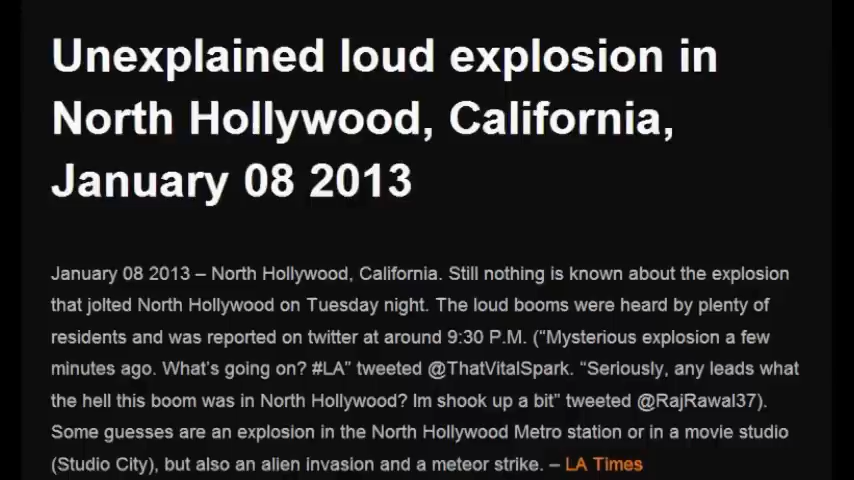 Unexplained loud explosion in
North Hollywood, California,
January 08 2013
January 08 2013 – North Hollywood, California. Still nothing is known about the explosion
that jolted North Hollywood on Tuesday night. The loud booms were heard by plenty of
residents and was reported on twitter at around 9:30 P.M. (“Mysterious explosion a few
minutes ago. What’s going on? #LA” tweeted @ThatVitalSpark. “Seriously, any leads what
the hell this boom was in North Hollywood? Im shook up a bit” tweeted @RajRawal37).
Some guesses are an explosion in the North Hollywood Metro station or in a movie studio
(Studio City), but also an alien invasion and a meteor strike. – LA Times